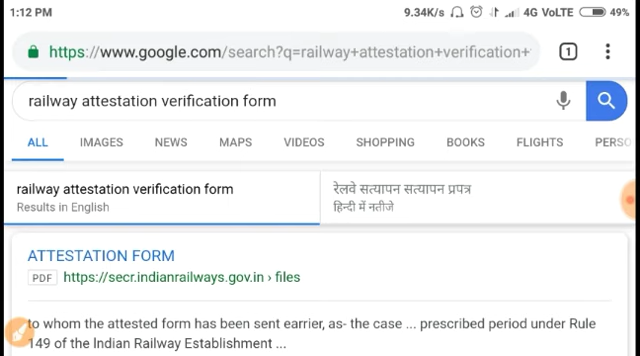 1:12 PM 9.34K/s 4G VoLTE 49%
https://www.google.com/search?q=railway+attestation+verification+ 1
railway attestation verification form
ALL IMAGES NEWS MAPS VIDEOS SHOPPING BOOKS FLIGHTS PERSO
railway attestation verification form
Results in English
रेलवे सत्यापन सत्यापन प्रपत्र
हिन्दी में नतीजे
ATTESTATION FORM
PDF https://secr.indianrailways.gov.in › files
to whom the attested form has been sent earrier, as- the case ... prescribed period under Rule
149 of the lndian Railway Establishment ...